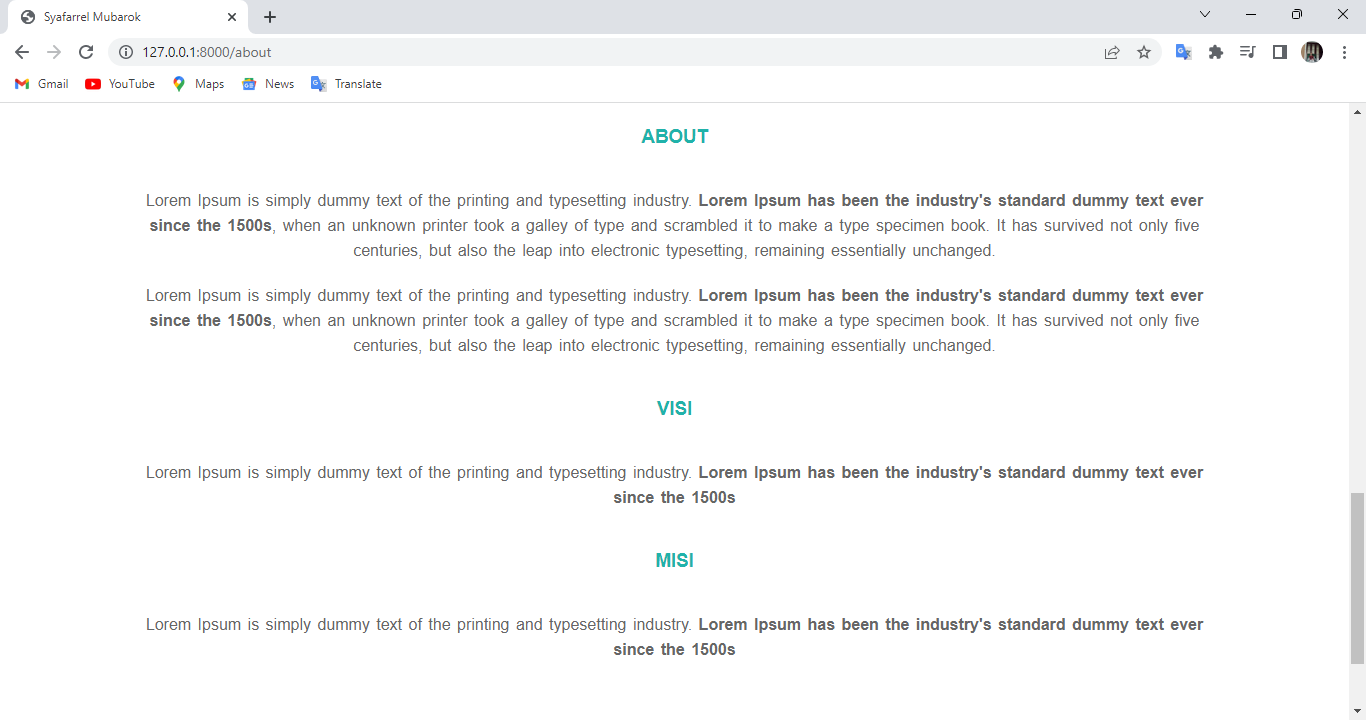 Syafarrel Mubarok
127.0.0.1:8000/about
Gmail YouTube Maps News Translate
ABOUT
Lorem Ipsum is simply dummy text of the printing and typesetting industry. Lorem Ipsum has been the industry's standard dummy text ever
since the 1500s, when an unknown printer took a galley of type and scrambled it to make a type specimen book. It has survived not only five
centuries, but also the leap into electronic typesetting, remaining essentially unchanged.
Lorem Ipsum is simply dummy text of the printing and typesetting industry. Lorem Ipsum has been the industry's standard dummy text ever
since the 1500s, when an unknown printer took a galley of type and scrambled it to make a type specimen book. It has survived not only five
centuries, but also the leap into electronic typesetting, remaining essentially unchanged.
VISI
Lorem Ipsum is simply dummy text of the printing and typesetting industry. Lorem Ipsum has been the industry's standard dummy text ever
since the 1500s
MISI
Lorem Ipsum is simply dummy text of the printing and typesetting industry. Lorem Ipsum has been the industry's standard dummy text ever
since the 1500s